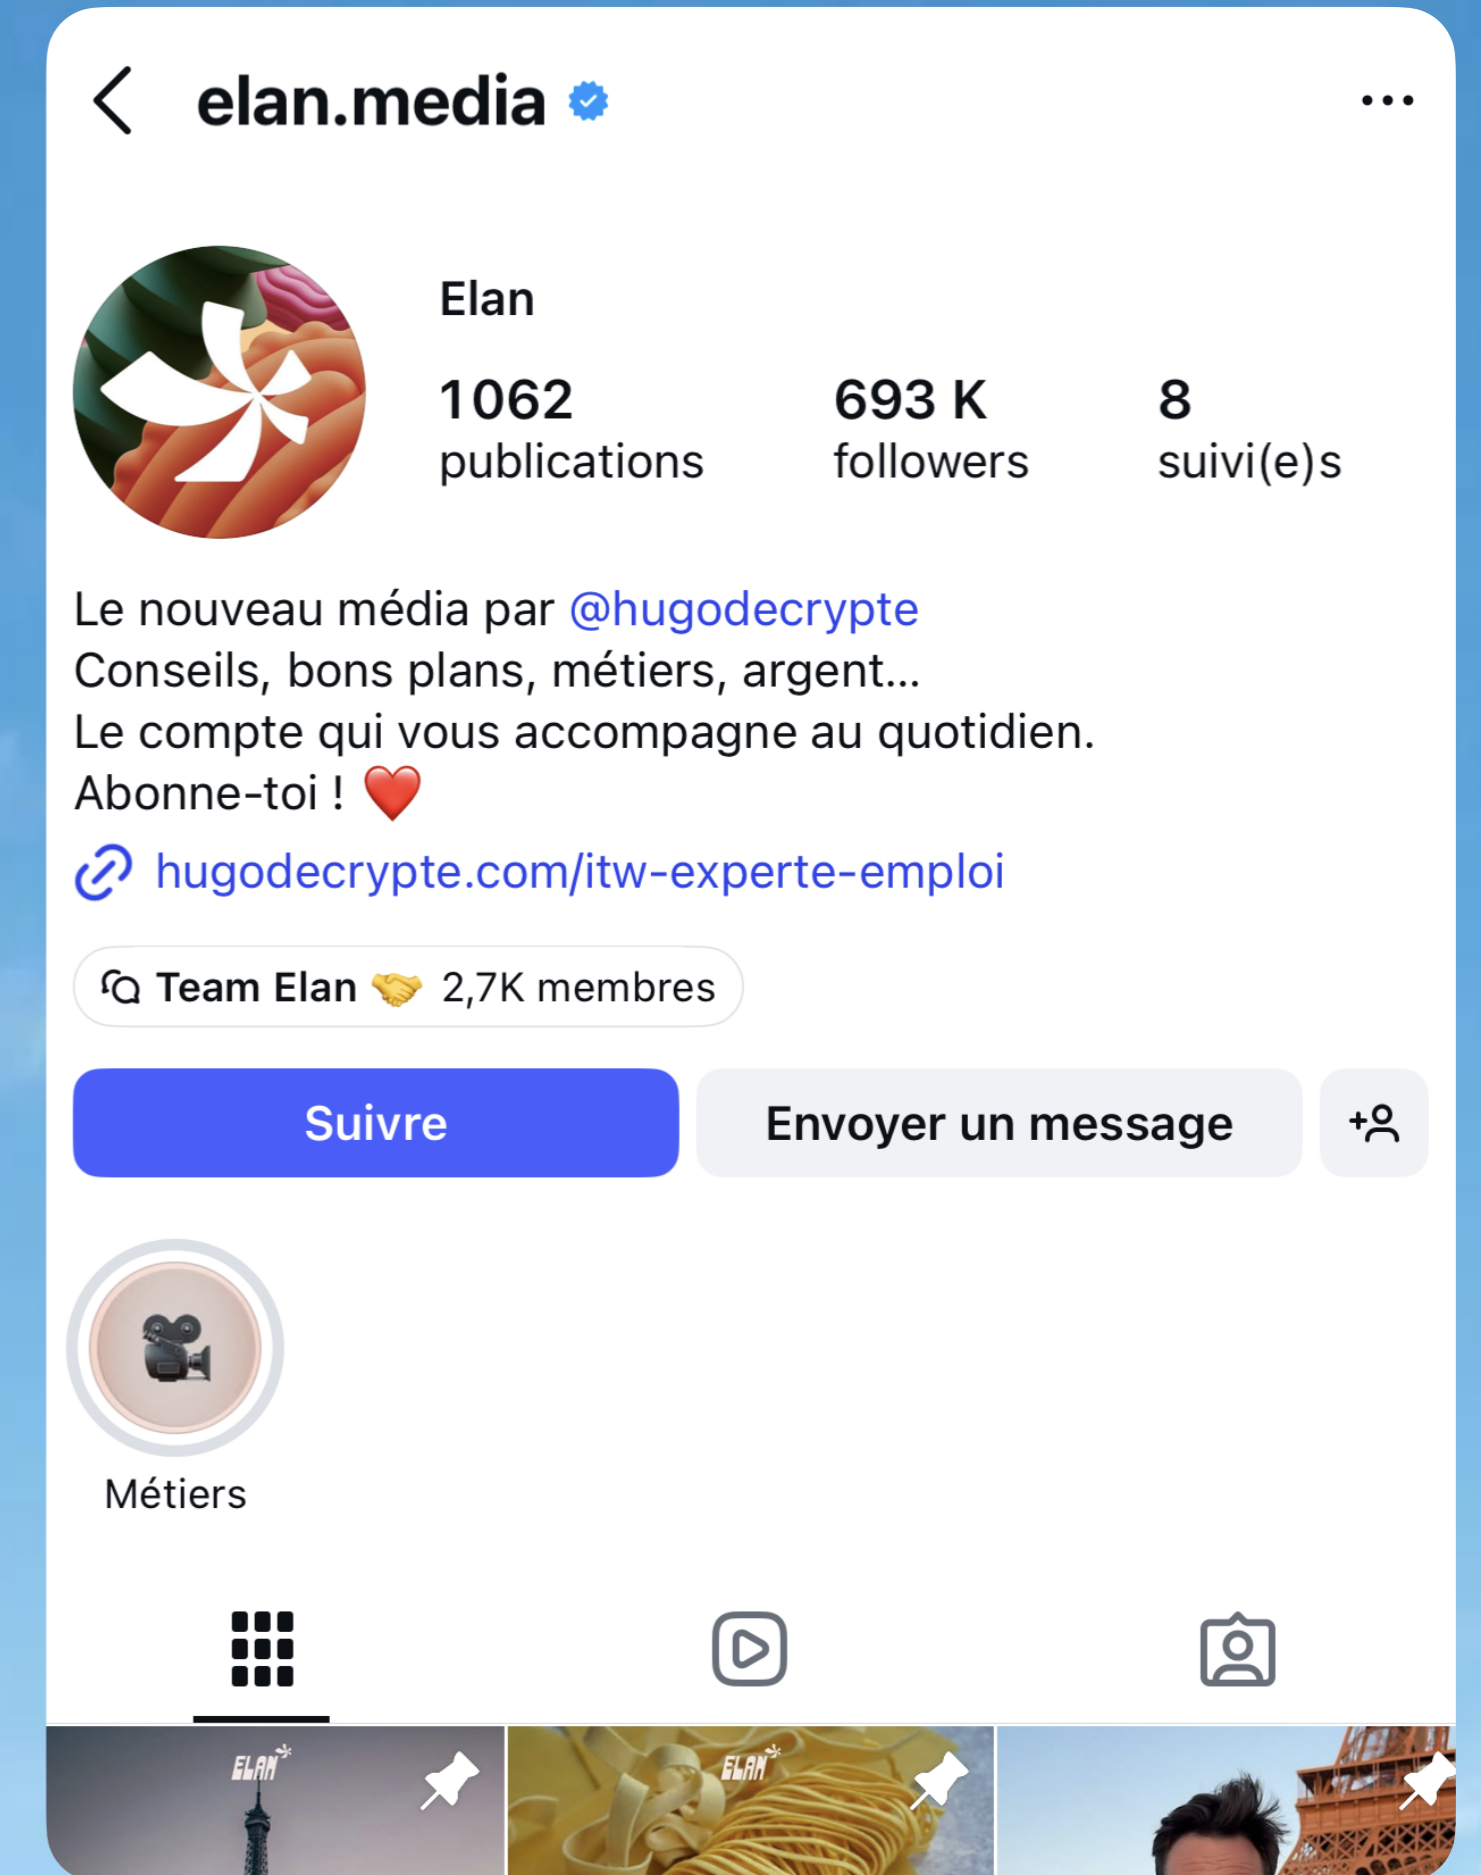 elan.media
Elan
1 062
693 K
8
publications
followers
suivi(e)s
Le nouveau média par @hugodecrypte
Conseils, bons plans, métiers, argent...
Le compte qui vous accompagne au quotidien.
Abonne-toi ! ❤️
hugodecrypte.com/itw-experte-emploi
Team Elan 🤝 2,7K membres
Suivre
Envoyer un message
Métiers
ELAN
ELAN